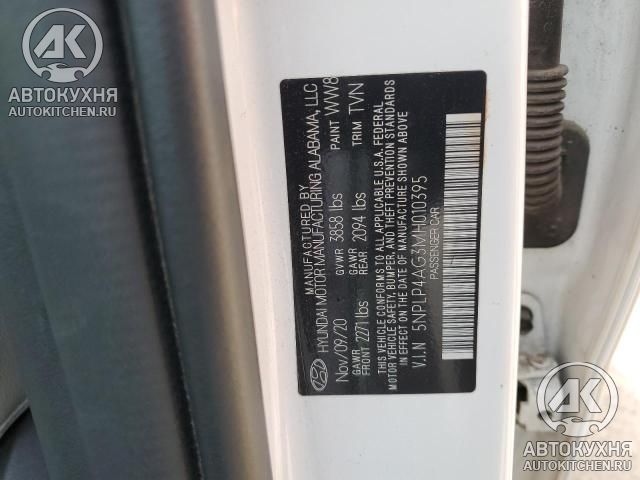 АВТОКУХНЯ
AUTOKITCHEN.RU
MANUFACTURED BY
HYUNDAI MOTOR MANUFACTURING ALABAMA, LLC
Nov/09/20 GVWR 3858 lbs PAINT WW8
GAWR FRONT 2271 lbs GAWR REAR 2094 lbs TRIM TVN
THIS VEHICLE CONFORMS TO ALL APPLICABLE U.S.A. FEDERAL
MOTOR VEHICLE SAFETY, BUMPER, AND THEFT PREVENTION STANDARDS
IN EFFECT ON THE DATE OF MANUFACTURE SHOWN ABOVE
V.I.N 5NPLP4AG3MH010395
PASSENGER CAR
АВТОКУХНЯ
AUTOKITCHEN.RU